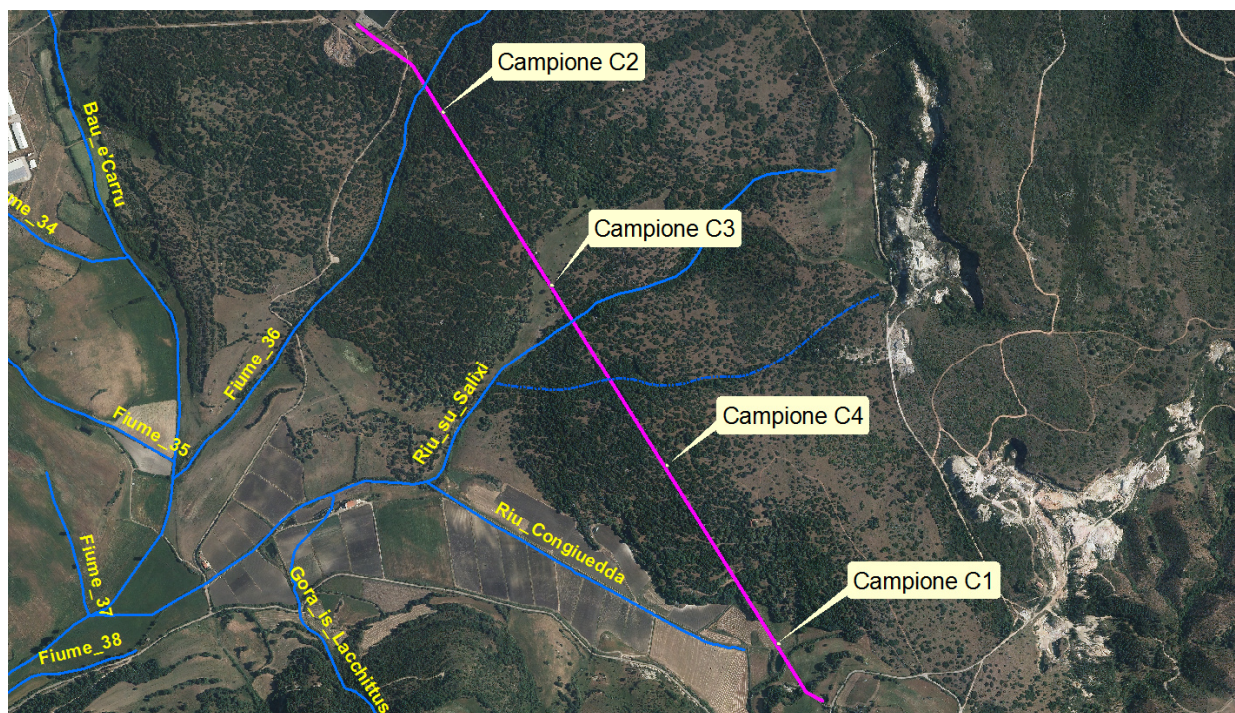 Campione C2
Bau_e'Carru
ume_34
Campione C3
Fiume_36
Riu_su_Salixi
Campione C4
Fiume_35
Riu_Congiuedda
Fiume_37
Gora_is_Lacchittus
Campione C1
Fiume_38